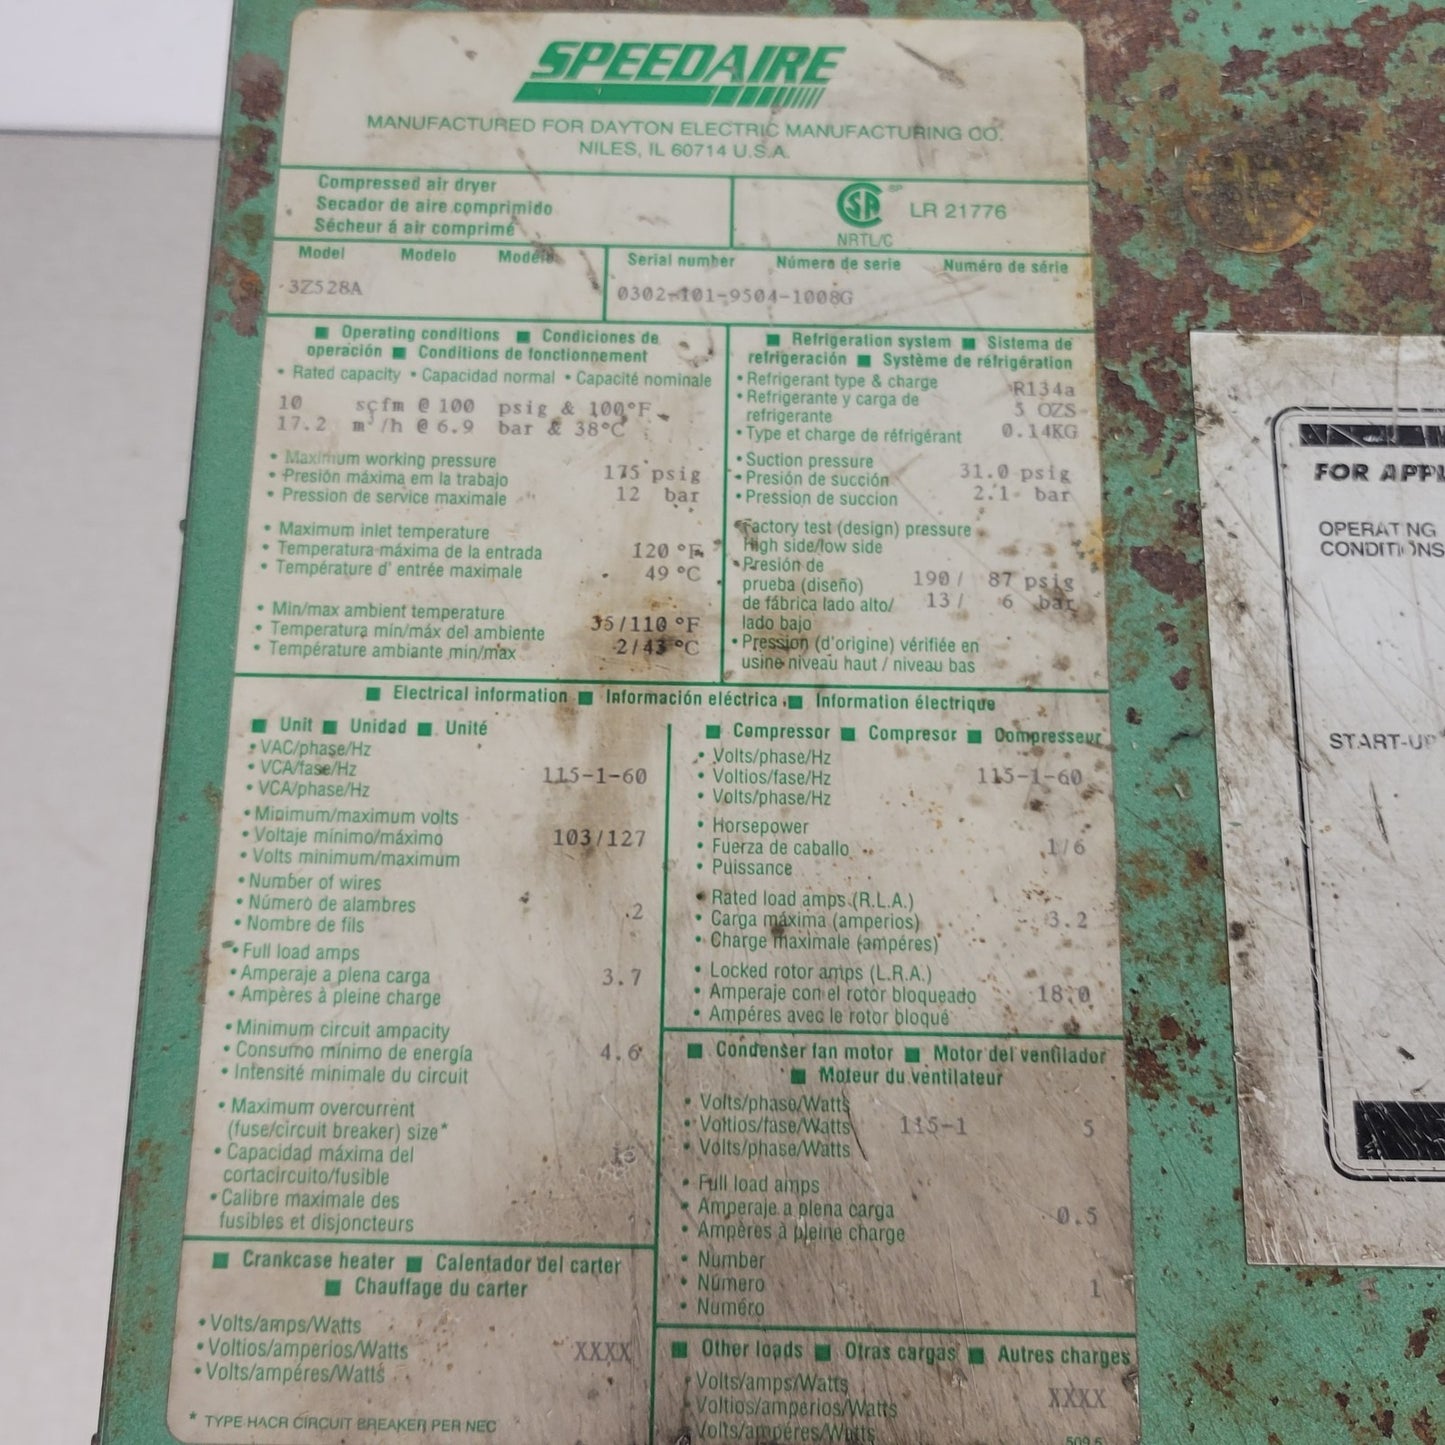 SPEEDAIRE
MANUFACTURED FOR DAYTON ELECTRIC MANUFACTURING CO.
NILES, IL 60714 U.S.A.
Compressed air dryer
Secador de aire comprimido
Sécheur á air comprimé
SP
LR 21776
NRTL/C
Model Modelo Modéle
3Z528A
Serial number Número de serie Numéro de série
0302-101-9504-1008G
■ Operating conditions ■ Condiciones de
operación ■ Conditions de fonctionnement
• Rated capacity • Capacidad normal • Capacité nominale
10 scfm @ 100 psig & 100°F
17.2 m³/h @ 6.9 bar & 38°C
• Maximum working pressure
• Presión máxima em la trabajo 175 psig
• Pression de service maximale 12 bar
• Maximum inlet temperature
• Temperatura máxima de la entrada 120 °F
• Température d' entrée maximale 49 °C
• Min/max ambient temperature
• Temperatura min/máx del ambiente 35/110 °F
• Température ambiante min/max 2/43 °C
■ Refrigeration system ■ Sistema de
refrigeración ■ Système de réfrigération
• Refrigerant type & charge R134a
• Refrigerante y carga de
refrigerante 5 OZS
• Type et charge de réfrigérant 0.14KG
• Suction pressure
• Presión de succión 31.0 psig
• Pression de succion 2.1 bar
• Factory test (design) pressure
High side/low side
• Presión de
prueba (diseño) 190/ 87 psig
de fábrica lado alto/ 13/ 6 bar
lado bajo
• Pression (d'origine) vérifiée en
usine niveau haut / niveau bas
■ Electrical information ■ Información eléctrica ■ Information électrique
■ Unit ■ Unidad ■ Unité
• VAC/phase/Hz
• VCA/fase/Hz 115-1-60
• VCA/phase/Hz
• Minimum/maximum volts
• Voltaje mínimo/máximo 103/127
• Volts minimum/maximum
• Number of wires
• Número de alambres 2
• Nombre de fils
• Full load amps
• Amperaje a plena carga 3.7
• Ampères à pleine charge
• Minimum circuit ampacity
• Consumo mínimo de energía 4.6
• Intensité minimale du circuit
• Maximum overcurrent
(fuse/circuit breaker) size*
• Capacidad máxima del 15
cortacircuito/fusible
• Calibre maximale des
fusibles et disjoncteurs
■ Crankcase heater ■ Calentador del carter
■ Chauffage du carter
• Volts/amps/Watts
• Voltios/amperios/Watts XXXX
• Volts/ampéres/Watts
* TYPE HACR CIRCUIT BREAKER PER NEC
■ Compressor ■ Compresor ■ Compresseur
• Volts/phase/Hz
• Voltios/fase/Hz 115-1-60
• Volts/phase/Hz
• Horsepower
• Fuerza de caballo 1/6
• Puissance
• Rated load amps (R.L.A.)
• Carga máxima (amperios) 3.2
• Charge maximale (ampéres)
• Locked rotor amps (L.R.A.)
• Amperaje con el rotor bloqueado 18.0
• Ampéres avec le rotor bloqué
■ Condenser fan motor ■ Motor del ventilador
■ Moteur du ventilateur
• Volts/phase/Watts
• Voltios/fase/Watts 115-1 5
• Volts/phase/Watts
• Full load amps
• Amperaje a plena carga 0.5
• Ampères à pleine charge
• Number
• Número 1
• Numéro
■ Other loads ■ Otras cargas ■ Autres charges
• Volts/amps/Watts
• Voltios/amperios/Watts XXXX
• Volts/ampéres/Watts
FOR APPL
OPERATING
CONDITIONS
START-UP